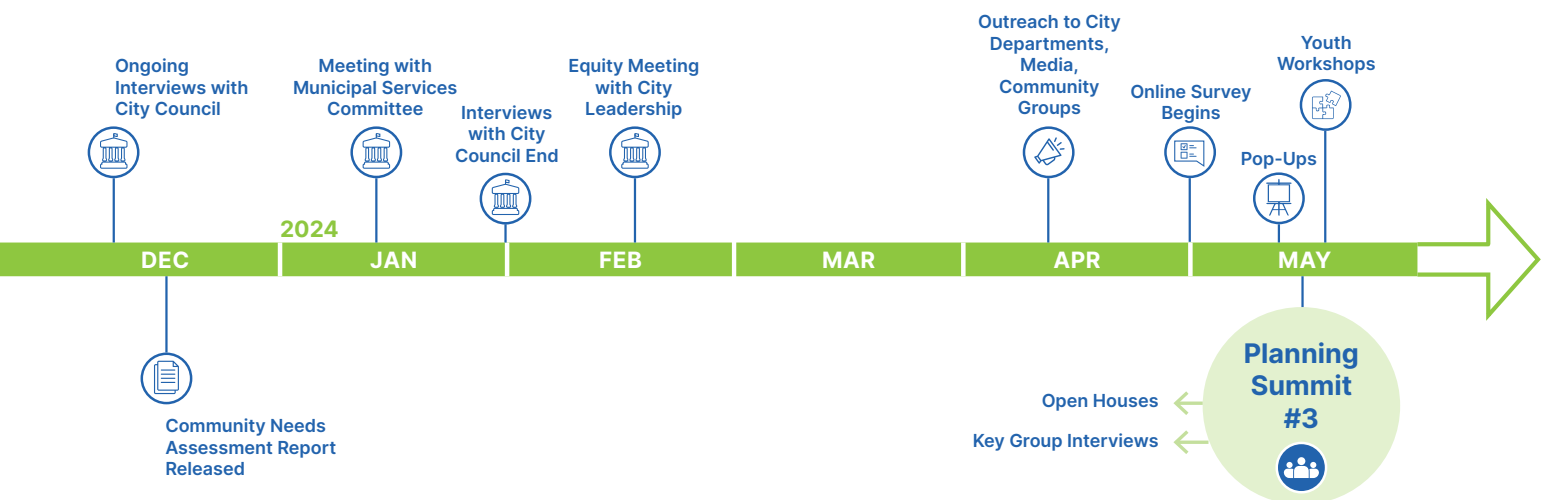 Ongoing
Interviews with
City Council
Meeting with
Municipal Services
Committee
Interviews
with City
Council End
Equity Meeting
with City
Leadership
Outreach to City
Departments,
Media,
Community
Groups
Online Survey
Begins
Pop-Ups
Youth
Workshops
2024
DEC
JAN
FEB
MAR
APR
MAY
Community Needs
Assessment Report
Released
Planning
Summit
#3
Open Houses
Key Group Interviews